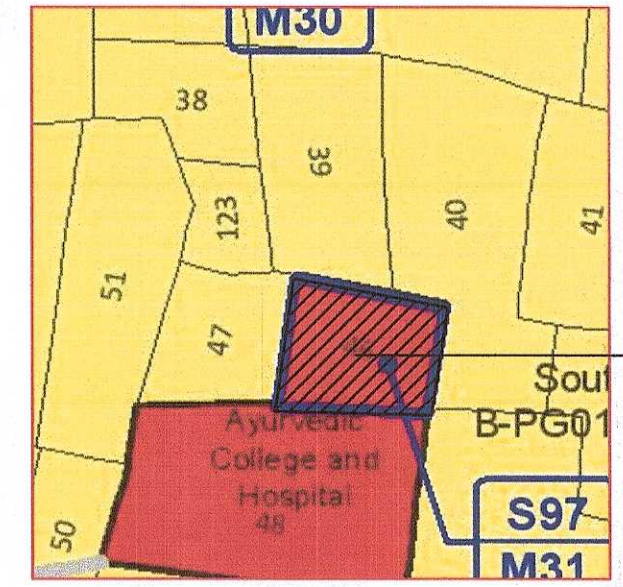 M30
38
39
123
40
41
51
47
Sout
B-PG01
Ayurvedic
College and
Hospital
48
S97
M31
50